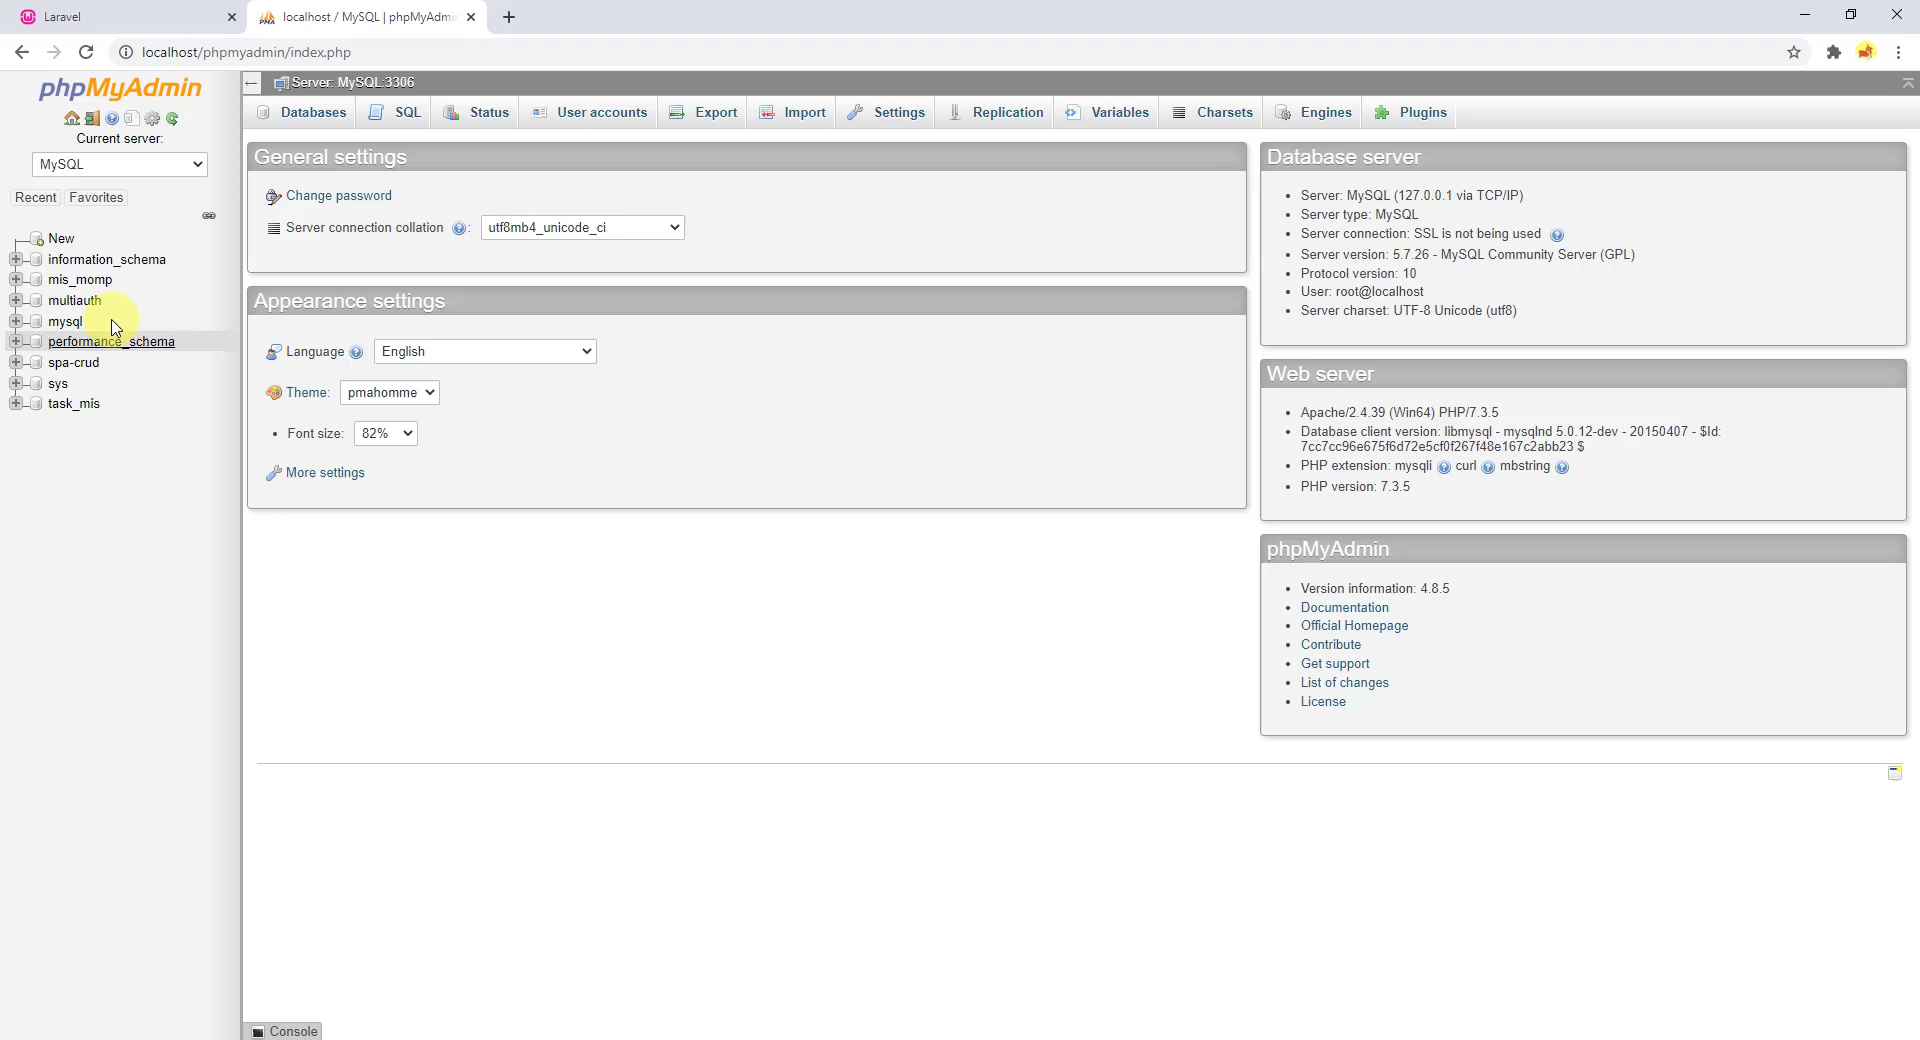 Laravel
localhost / MySQL | phpMyAdmi
localhost/phpmyadmin/index.php
phpMyAdmin
Current server:
MySQL
Recent
Favorites
New
information_schema
mis_momp
multiauth
mysql
performance_schema
spa-crud
sys
task_mis
Server: MySQL:3306
Databases
SQL
Status
User accounts
Export
Import
Settings
Replication
Variables
Charsets
Engines
Plugins
General settings
Change password
Server connection collation
:
utf8mb4_unicode_ci
Appearance settings
Language
English
Theme:
pmahomme
• Font size:
82%
More settings
Database server
• Server: MySQL (127.0.0.1 via TCP/IP)
• Server type: MySQL
• Server connection: SSL is not being used
• Server version: 5.7.26 - MySQL Community Server (GPL)
• Protocol version: 10
• User: root@localhost
• Server charset: UTF-8 Unicode (utf8)
Web server
• Apache/2.4.39 (Win64) PHP/7.3.5
• Database client version: libmysql - mysqlnd 5.0.12-dev - 20150407 - $Id:
7cc7cc96e675f6d72e5cf0f267f48e167c2abb23 $
• PHP extension: mysqli curl mbstring
• PHP version: 7.3.5
phpMyAdmin
• Version information: 4.8.5
• Documentation
• Official Homepage
• Contribute
• Get support
• List of changes
• License
Console